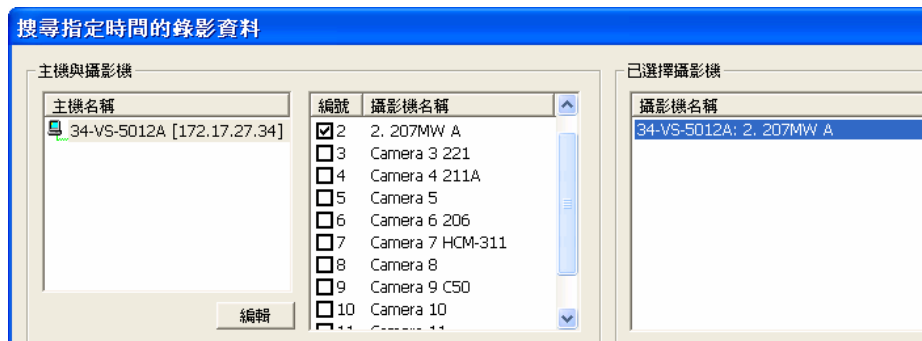 搜尋指定時間的錄影資料
主機與攝影機
主機名稱
34-VS-5012A [172.17.27.34]
編輯
編號 攝影機名稱
2 2. 207MW A
3 Camera 3 221
4 Camera 4 211A
5 Camera 5
6 Camera 6 206
7 Camera 7 HCM-311
8 Camera 8
9 Camera 9 C50
10 Camera 10
11 Camera 11
已選擇攝影機
攝影機名稱
34-VS-5012A: 2. 207MW A